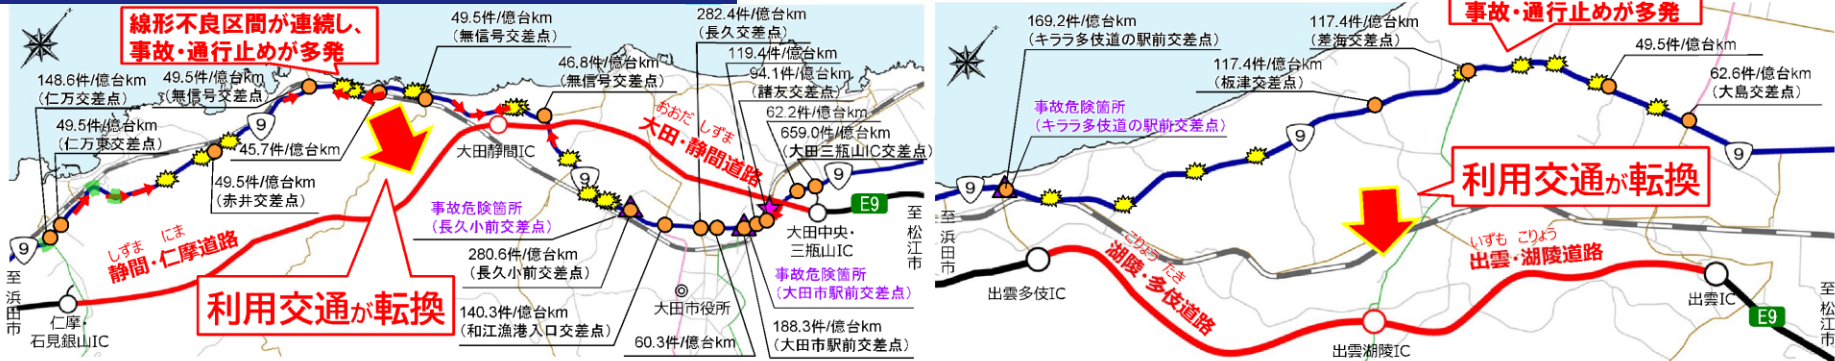 線形不良区間が連続し、
事故・通行止めが多発
148.6件/億台km
(仁万交差点)
49.5件/億台km
(無信号交差点)
49.5件/億台km
(仁万東交差点)
45.7件/億台km
49.5件/億台km
(赤井交差点)
49.5件/億台km
(無信号交差点)
46.8件/億台km
(無信号交差点)
282.4件/億台km
(長久交差点)
119.4件/億台km
94.1件/億台km
(諸友交差点)
62.2件/億台km
659.0件/億台km
(大田三瓶山IC交差点)
9
9
9
9
E9
至 松江市
至 浜田市
おおだ しずま
大田・静間道路
大田静間IC
しずま にま
静間・仁摩道路
仁摩・
石見銀山IC
利用交通が転換
事故危険箇所
(長久小前交差点)
280.6件/億台km
(長久小前交差点)
140.3件/億台km
(和江漁港入口交差点)
60.3件/億台km
大田市役所
大田中央・
三瓶山IC
事故危険箇所
(大田市駅前交差点)
188.3件/億台km
(大田市駅前交差点)
事故・通行止めが多発
169.2件/億台km
(キララ多伎道の駅前交差点)
117.4件/億台km
(差海交差点)
117.4件/億台km
(板津交差点)
49.5件/億台km
62.6件/億台km
(大島交差点)
事故危険箇所
(キララ多伎道の駅前交差点)
9
9
9
利用交通が転換
至 浜田市
出雲多伎IC
こりょう たき
湖陵・多伎道路
いずも こりょう
出雲・湖陵道路
出雲湖陵IC
出雲IC
E9
至 松江市